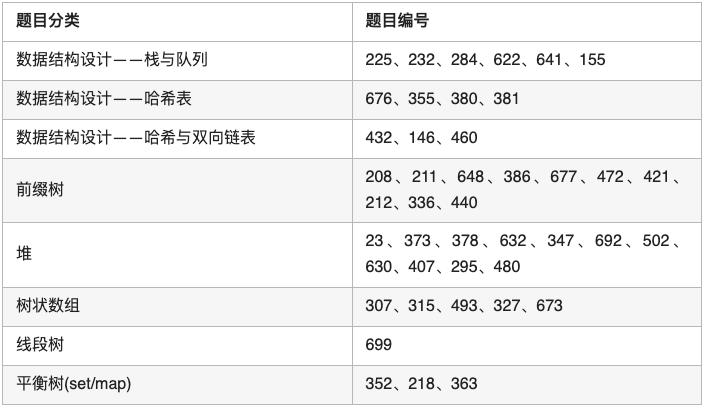 题目分类 题目编号
数据结构设计——栈与队列 225、232、284、622、641、155
数据结构设计——哈希表 676、355、380、381
数据结构设计——哈希与双向链表 432、146、460
前缀树 208、211、648、386、677、472、421、
212、336、440
堆 23、373、378、632、347、692、502、
630、407、295、480
树状数组 307、315、493、327、673
线段树 699
平衡树(set/map) 352、218、363